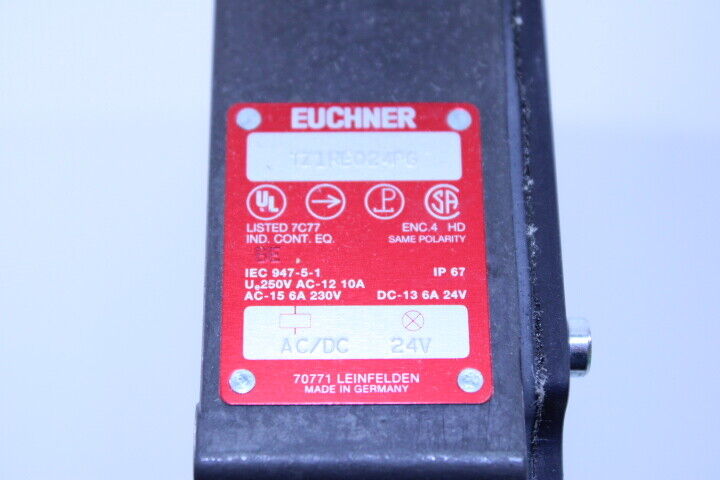 EUCHNER
TZ1RE024PG
UL
SA
LISTED 7C77
ENC.4 HD
IND. CONT. EQ.
SAME POLARITY
IEC 947-5-1
IP 67
Ue250V AC-12 10A
AC-15 6A 230V
DC-13 6A 24V
AC/DC
24V
70771 LEINFELDEN
MADE IN GERMANY